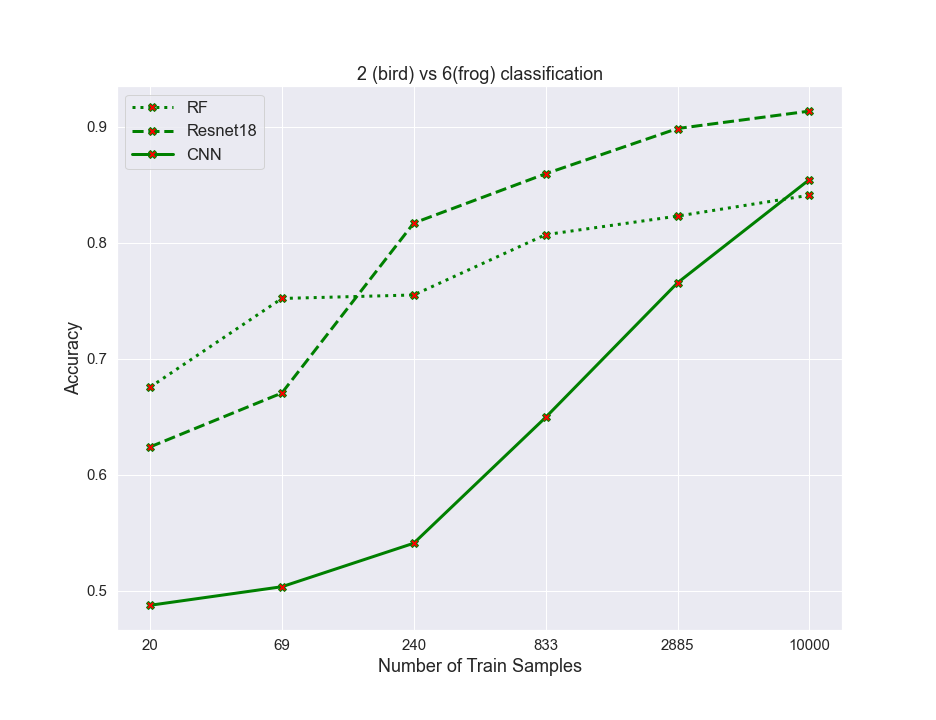 2 (bird) vs 6(frog) classification
RF
Resnet18
CNN
0.9
0.8
0.7
0.6
0.5
Accuracy
20 69 240 833 2885 10000
Number of Train Samples